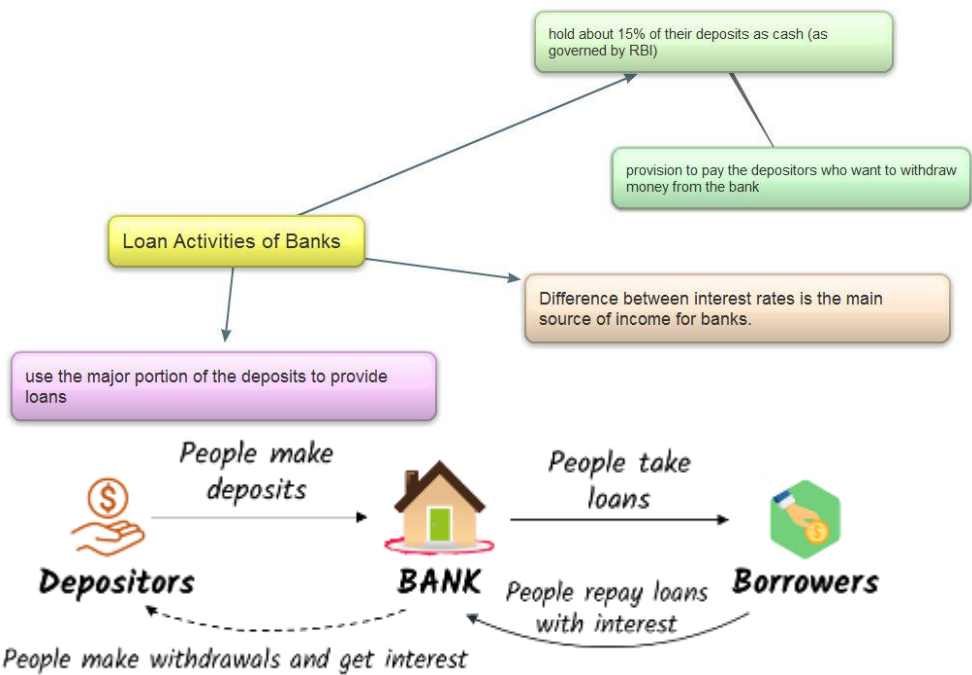 hold about 15% of their deposits as cash (as
governed by RBI)
provision to pay the depositors who want to withdraw
money from the bank
Loan Activities of Banks
Difference between interest rates is the main
source of income for banks.
use the major portion of the deposits to provide
loans
People make
deposits
People take
loans
Depositors
BANK
Borrowers
People repay loans
with interest
People make withdrawals and get interest